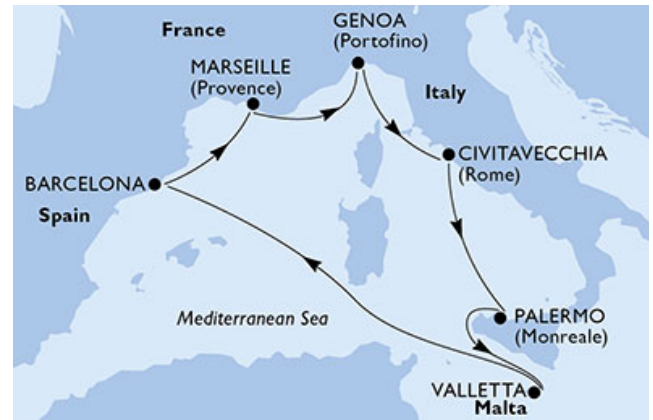 GENOA
(Portofino)
France
MARSEILLE
(Provence)
Italy
CIVITAVECCHIA
(Rome)
BARCELONA
Spain
Mediterranean Sea
PALERMO
(Monreale)
VALLETTA
Malta